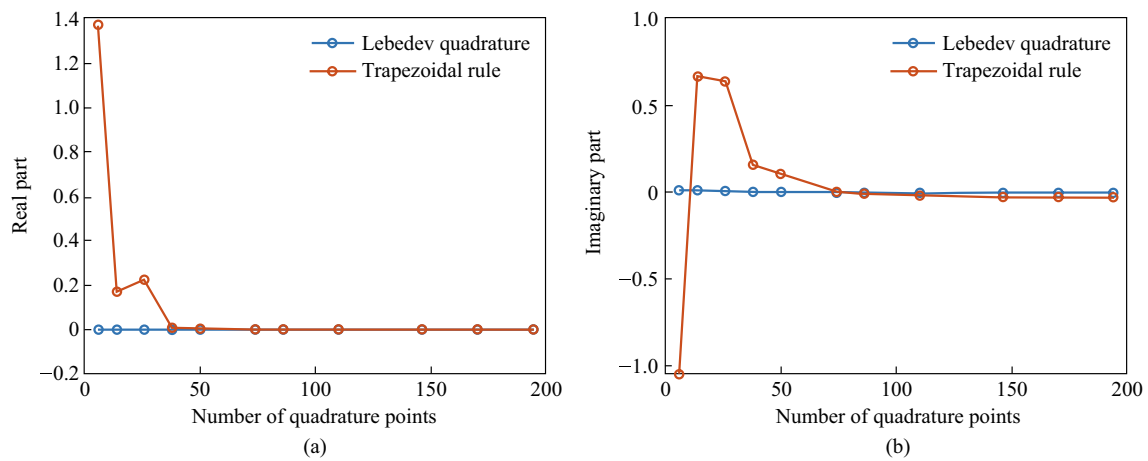 1.4
1.2
1.0
0.8
0.6
0.4
0.2
0
−0.2
Real part
Lebedev quadrature
Trapezoidal rule
0
50
100
150
200
Number of quadrature points
(a)
1.0
0.5
0
−0.5
−1.0
Imaginary part
Lebedev quadrature
Trapezoidal rule
0
50
100
150
200
Number of quadrature points
(b)